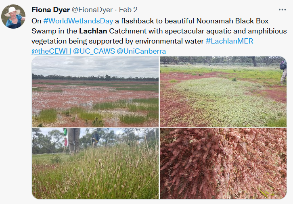 Fiona Dyer @FionaDyer · Feb 2
On #WorldWetlandsDay a flashback to beautiful Noonamah Black Box
Swamp in the Lachlan Catchment with spectacular aquatic and amphibious
vegetation being supported by environmental water #LachlanMER
@theCEWH @UC_CAWS @UniCanberra